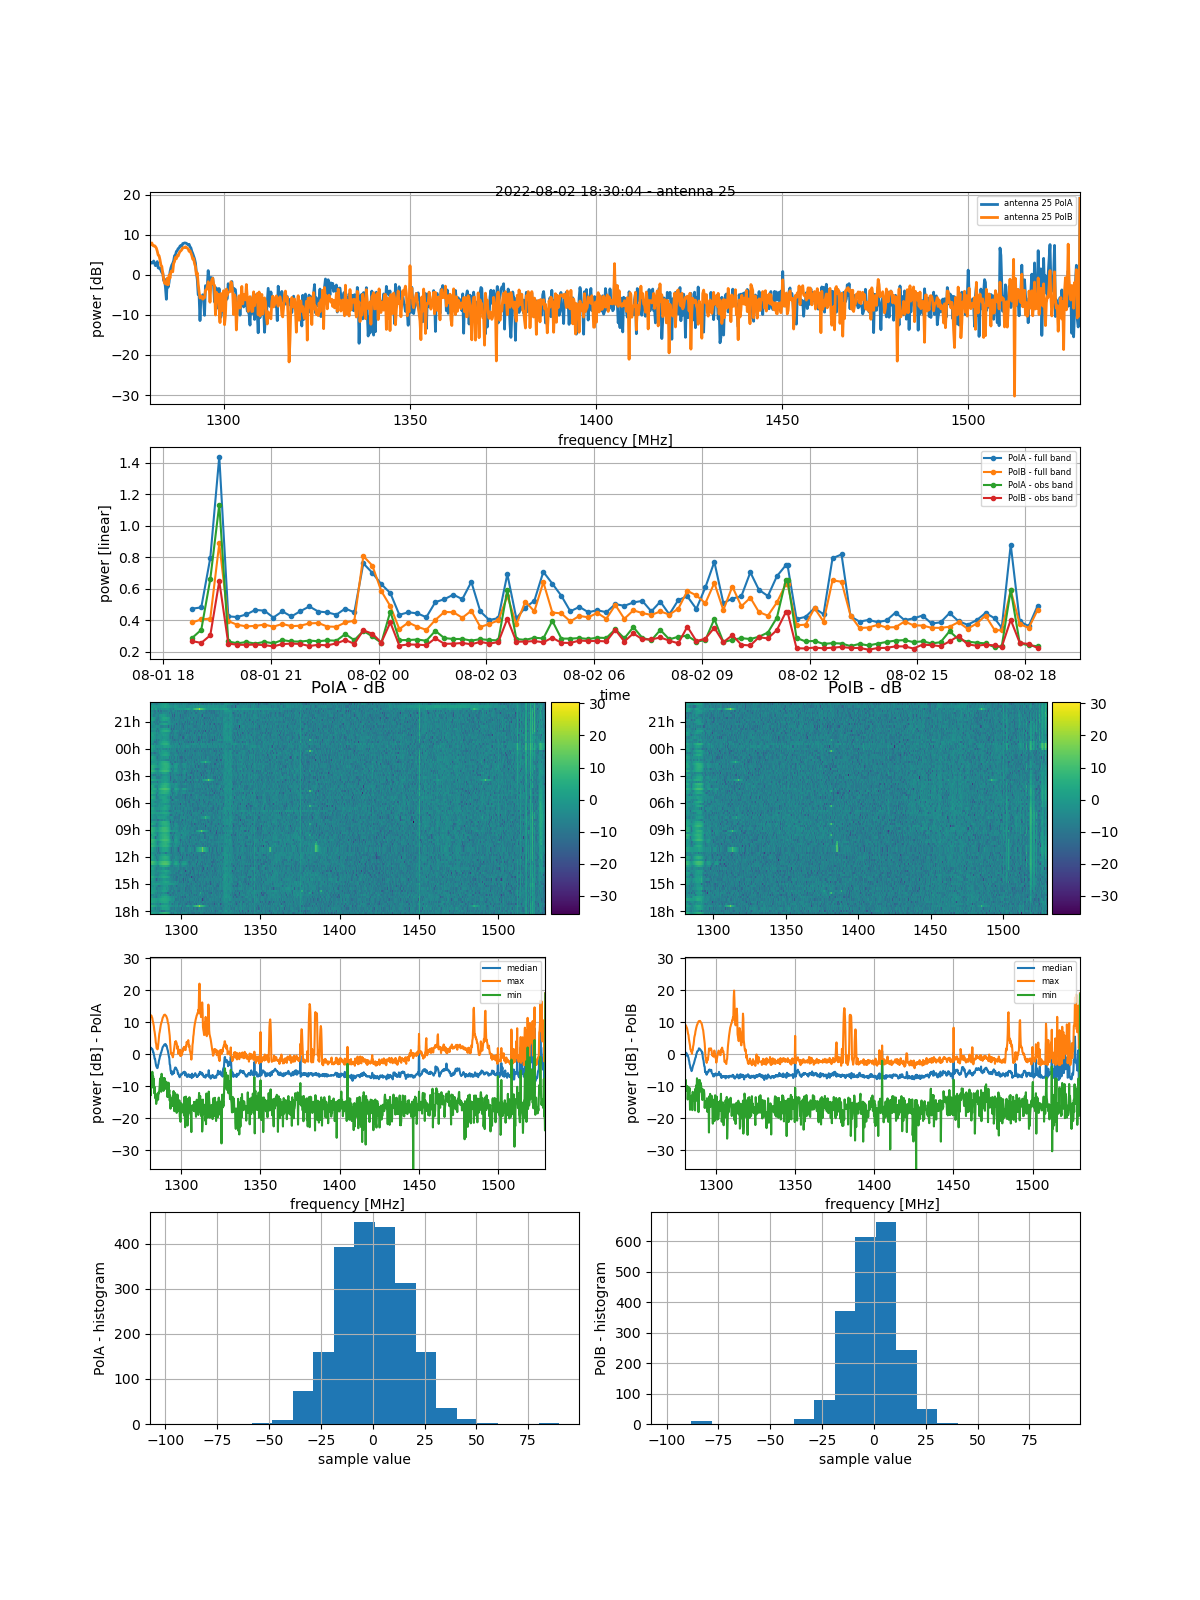 2022-08-02 18:30:04 - antenna 25
20
10
0
−10
−20
−30
power [dB]
antenna 25 PolA
antenna 25 PolB
1300 1350 1400 1450 1500
frequency [MHz]
1.4
1.2
1.0
0.8
0.6
0.4
0.2
power [linear]
PolA - full band
PolB - full band
PolA - obs band
PolB - obs band
08-01 18 08-01 21 08-02 00 08-02 03 08-02 06 08-02 09 08-02 12 08-02 15 08-02 18
time
PolA - dB
21h
00h
03h
06h
09h
12h
15h
18h
1300 1350 1400 1450 1500
30
20
10
0
−10
−20
−30
PolB - dB
21h
00h
03h
06h
09h
12h
15h
18h
1300 1350 1400 1450 1500
30
20
10
0
−10
−20
−30
power [dB] - PolA
30
20
10
0
−10
−20
−30
median
max
min
1300 1350 1400 1450 1500
frequency [MHz]
power [dB] - PolB
30
20
10
0
−10
−20
−30
median
max
min
1300 1350 1400 1450 1500
frequency [MHz]
PolA - histogram
400
300
200
100
0
−100 −75 −50 −25 0 25 50 75
sample value
PolB - histogram
600
500
400
300
200
100
0
−100 −75 −50 −25 0 25 50 75
sample value